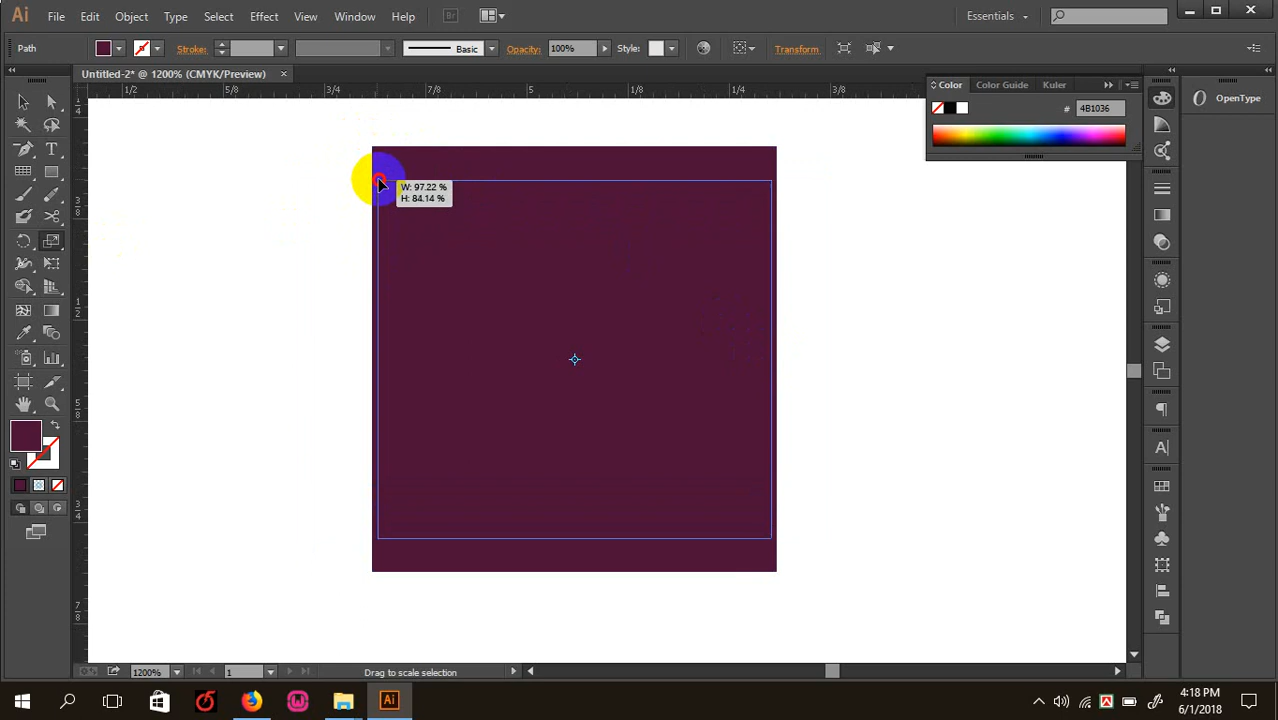 Ai File Edit Object Type Select Effect View Window Help Br Essentials
Path Stroke: Basic Opacity: 100% Style: Transform
Untitled-2* @ 1200% (CMYK/Preview)
1/2 5/8 3/4 7/8 5 1/8 1/4 3/8
Color Color Guide Kuler
# 4B1036
OpenType
W: 97.22 %
H: 84.14 %
1200% 1 Drag to scale selection
Ai 4:18 PM
6/1/2018